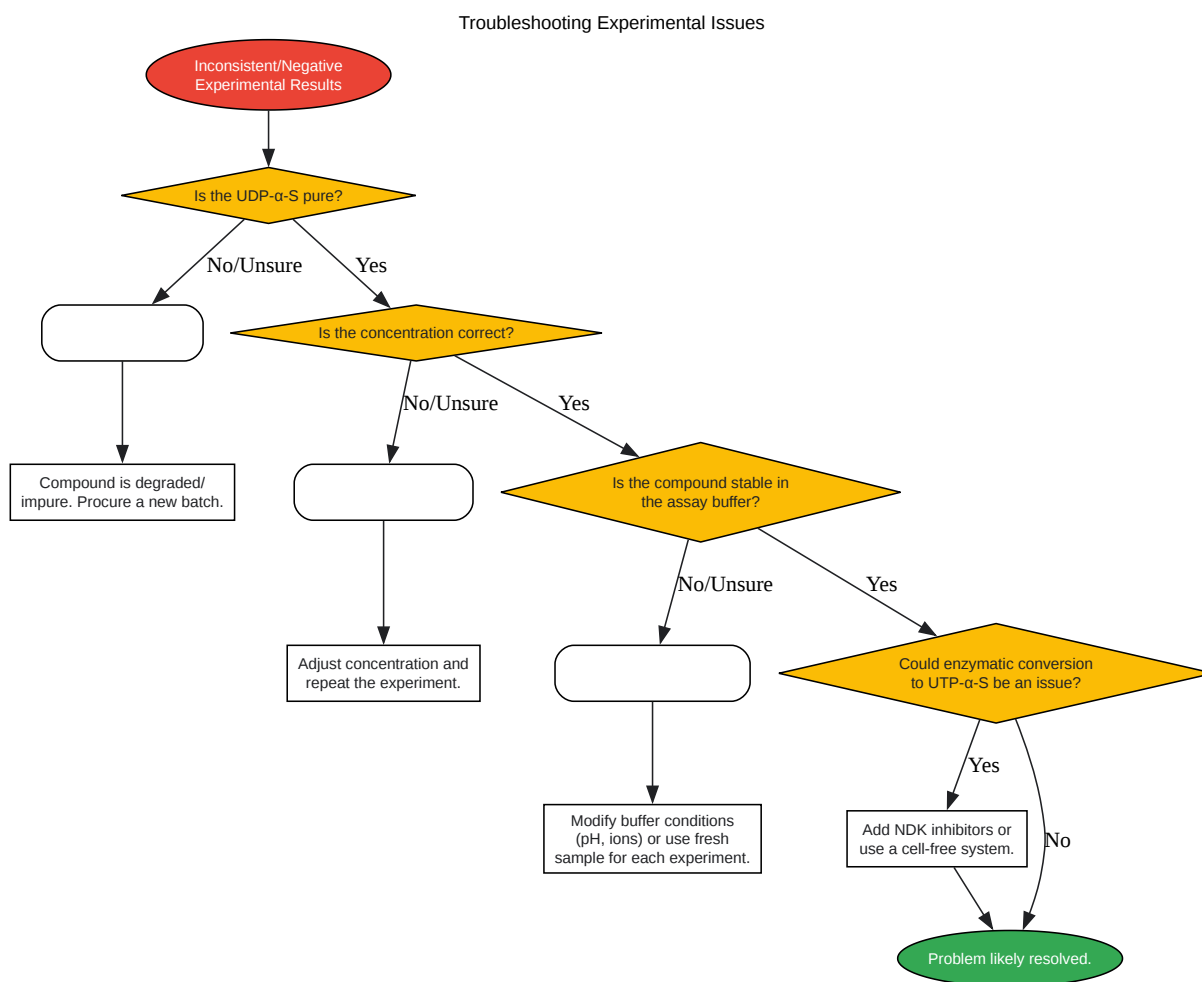 Troubleshooting Experimental Issues
Inconsistent/Negative
Experimental Results
Is the UDP-α-S pure?
No/Unsure
Yes
Is the concentration correct?
No/Unsure
Yes
Compound is degraded/
impure. Procure a new batch.
Is the compound stable in
the assay buffer?
No/Unsure
Yes
Adjust concentration and
repeat the experiment.
Could enzymatic conversion
to UTP-α-S be an issue?
Yes
No
Modify buffer conditions
(pH, ions) or use fresh
sample for each experiment.
Add NDK inhibitors or
use a cell-free system.
Problem likely resolved.